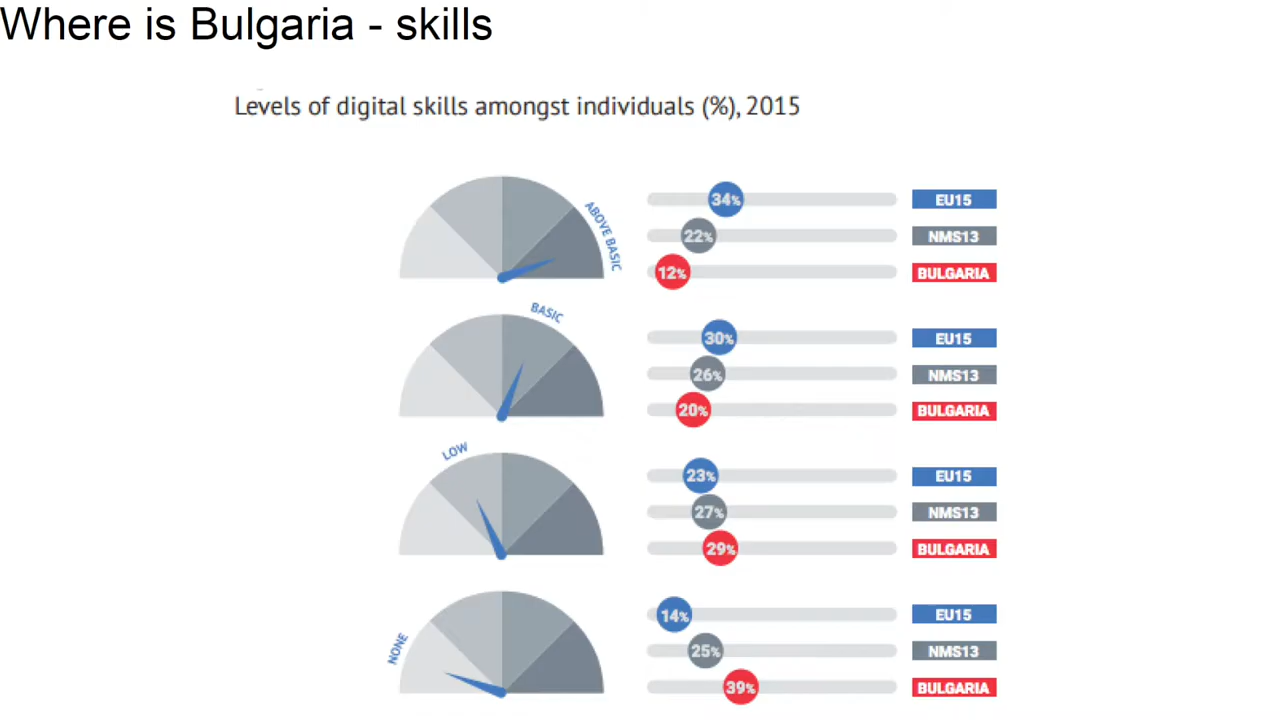 Where is Bulgaria - skills
Levels of digital skills amongst individuals (%), 2015
ABOVE BASIC
34% EU15
22% NMS13
12% BULGARIA
BASIC
30% EU15
26% NMS13
20% BULGARIA
LOW
23% EU15
27% NMS13
29% BULGARIA
NONE
14% EU15
25% NMS13
39% BULGARIA